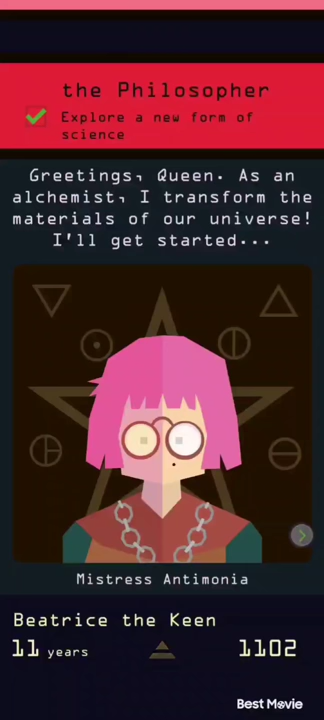 the Philosopher
Explore a new form of
science
Greetings, Queen. As an
alchemist, I transform the
materials of our universe!
I'll get started...
Mistress Antimonia
Beatrice the Keen
11 years
1102
Best Movie